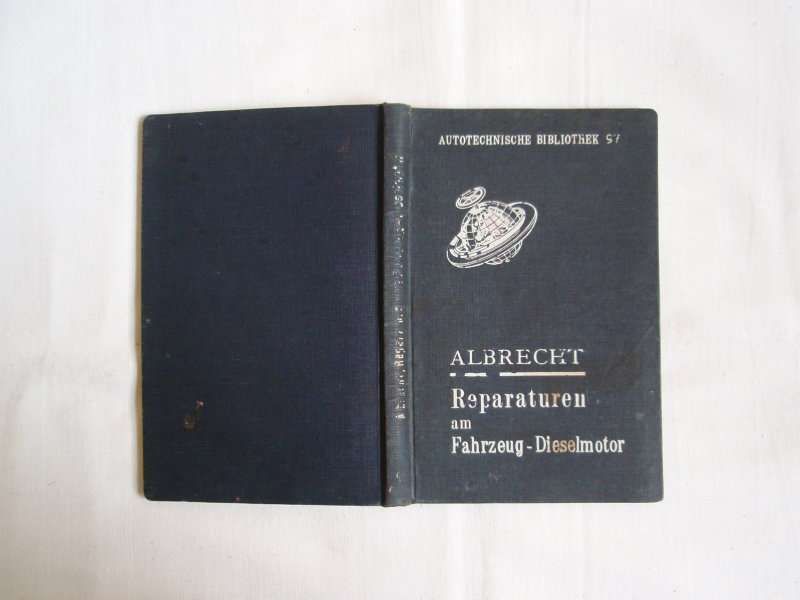 AUTOTECHNISCHE BIBLIOTHEK 97
ALBRECHT
Reparaturen
am
Fahrzeug-Dieselmotor